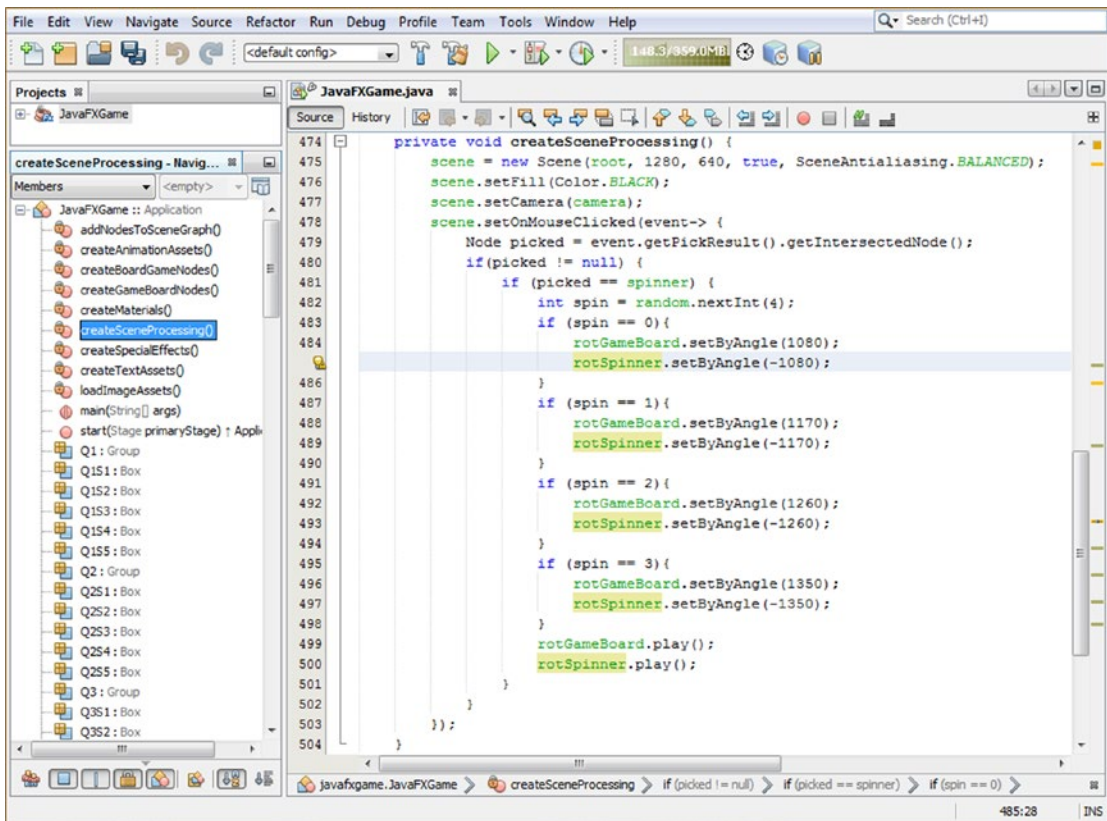 File Edit View Navigate Source Refactor Run Debug Profile Team Tools Window Help
Search (Ctrl+I)
<default config>
148.3/359.0MB
Projects
JavaFXGame
createSceneProcessing - Navig...
Members
<empty>
JavaFXGame :: Application
addNodesToSceneGraph()
createAnimationAssets()
createBoardGameNodes()
createGameBoardNodes()
createMaterials()
createSceneProcessing()
createSpecialEffects()
createTextAssets()
loadImageAssets()
main(String[] args)
start(Stage primaryStage) ↑ Appli
Q1 : Group
Q1S1 : Box
Q1S2 : Box
Q1S3 : Box
Q1S4 : Box
Q1S5 : Box
Q2 : Group
Q2S1 : Box
Q2S2 : Box
Q2S3 : Box
Q2S4 : Box
Q2S5 : Box
Q3 : Group
Q3S1 : Box
Q3S2 : Box
JavaFXGame.java
Source History
474 private void createSceneProcessing() {
475 scene = new Scene(root, 1280, 640, true, SceneAntialiasing.BALANCED);
476 scene.setFill(Color.BLACK);
477 scene.setCamera(camera);
478 scene.setOnMouseClicked(event-> {
479 Node picked = event.getPickResult().getIntersectedNode();
480 if(picked != null) {
481 if (picked == spinner) {
482 int spin = random.nextInt(4);
483 if (spin == 0){
484 rotGameBoard.setByAngle(1080);
rotSpinner.setByAngle(-1080);
486 }
487 if (spin == 1){
488 rotGameBoard.setByAngle(1170);
489 rotSpinner.setByAngle(-1170);
490 }
491 if (spin == 2){
492 rotGameBoard.setByAngle(1260);
493 rotSpinner.setByAngle(-1260);
494 }
495 if (spin == 3){
496 rotGameBoard.setByAngle(1350);
497 rotSpinner.setByAngle(-1350);
498 }
499 rotGameBoard.play();
500 rotSpinner.play();
501 }
502 }
503 });
504 }
javafxgame.JavaFXGame createSceneProcessing if (picked != null) if (picked == spinner) if (spin == 0)
485:28 INS